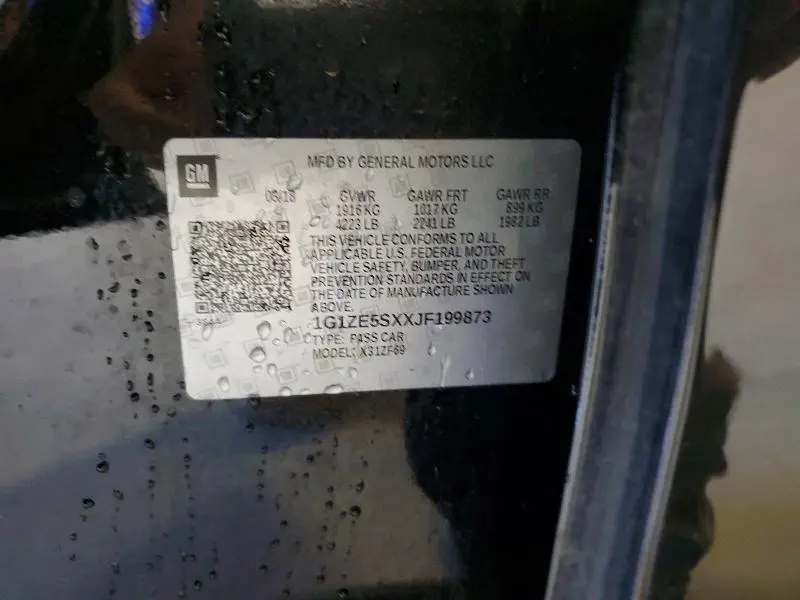 GM
MFD BY GENERAL MOTORS LLC
GVWR GAWR FRT GAWR RR
1916 KG 1017 KG 899 KG
4223 LB 2241 LB 1982 LB
THIS VEHICLE CONFORMS TO ALL
APPLICABLE U.S. FEDERAL MOTOR
VEHICLE SAFETY, BUMPER, AND THEFT
PREVENTION STANDARDS IN EFFECT ON
THE DATE OF MANUFACTURE SHOWN
ABOVE.
1G1ZE5SXXJF199873
TYPE: PASS CAR
MODEL: X31ZF69